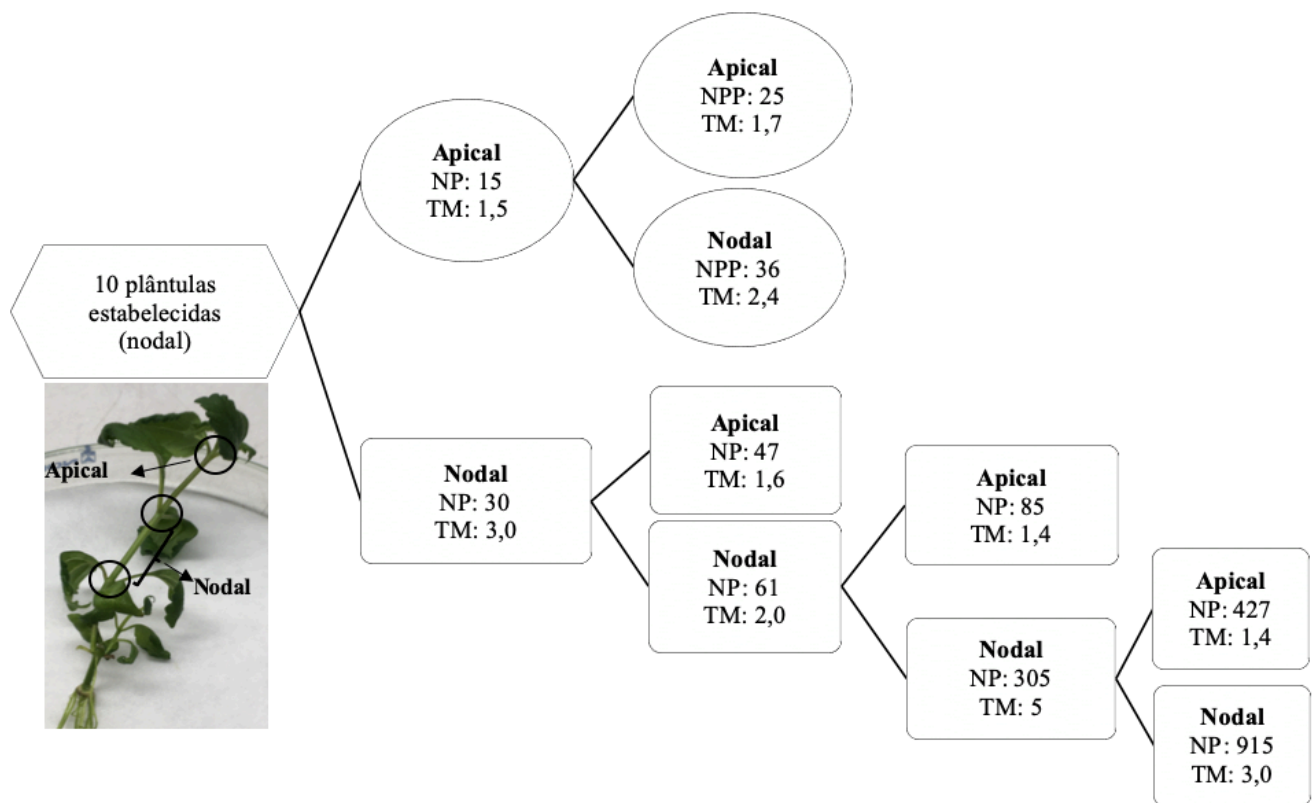 10 plântulas
estabelecidas
(nodal)
Apical
Nodal
Apical
NP: 15
TM: 1,5
Apical
NPP: 25
TM: 1,7
Nodal
NPP: 36
TM: 2,4
Nodal
NP: 30
TM: 3,0
Apical
NP: 47
TM: 1,6
Nodal
NP: 61
TM: 2,0
Apical
NP: 85
TM: 1,4
Nodal
NP: 305
TM: 5
Apical
NP: 427
TM: 1,4
Nodal
NP: 915
TM: 3,0